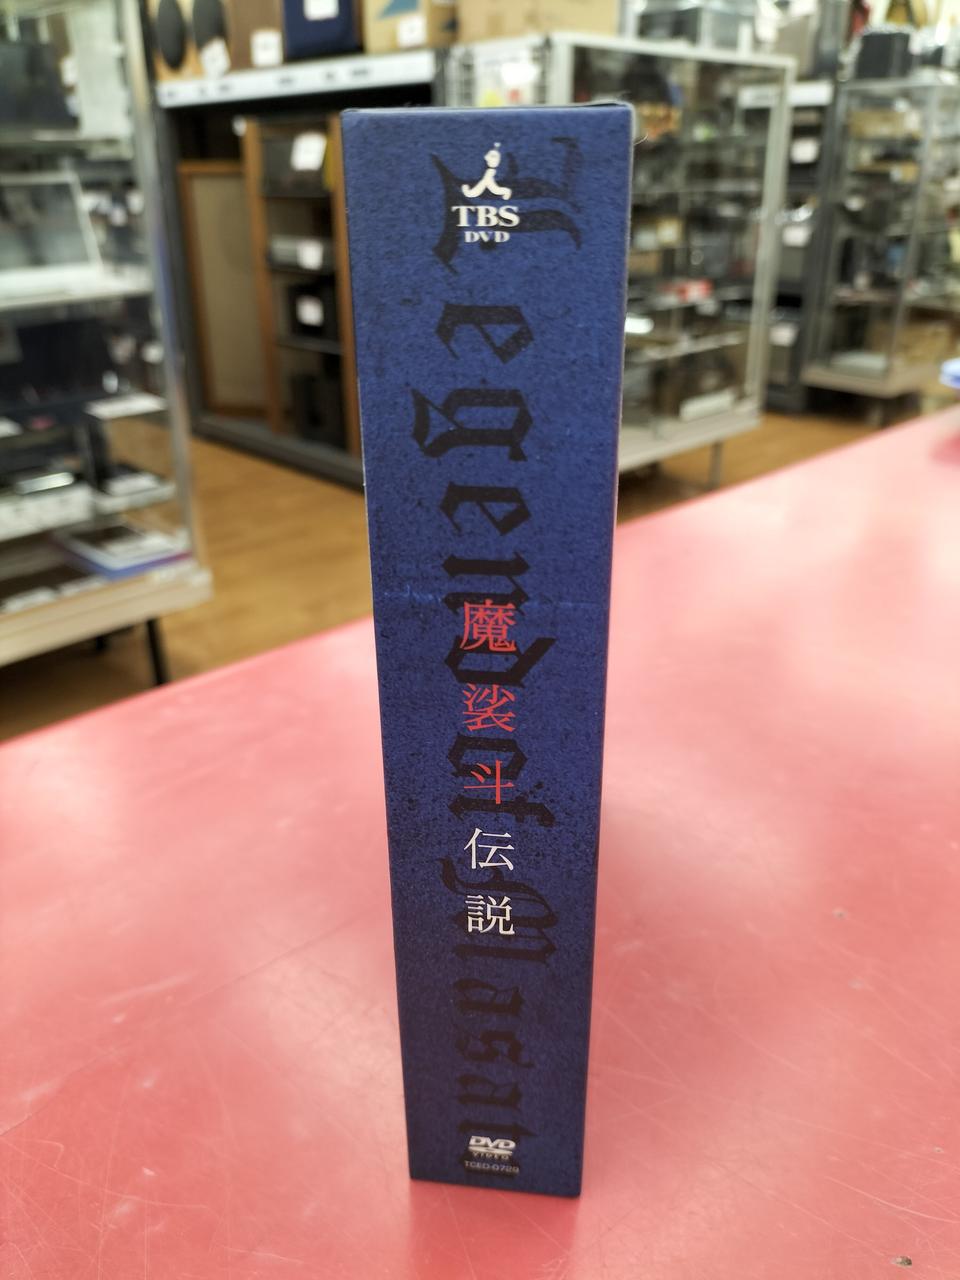 TBS
DVD
Legend of Masato
魔裟斗伝説
DVD
VIDEO
TCED-0729